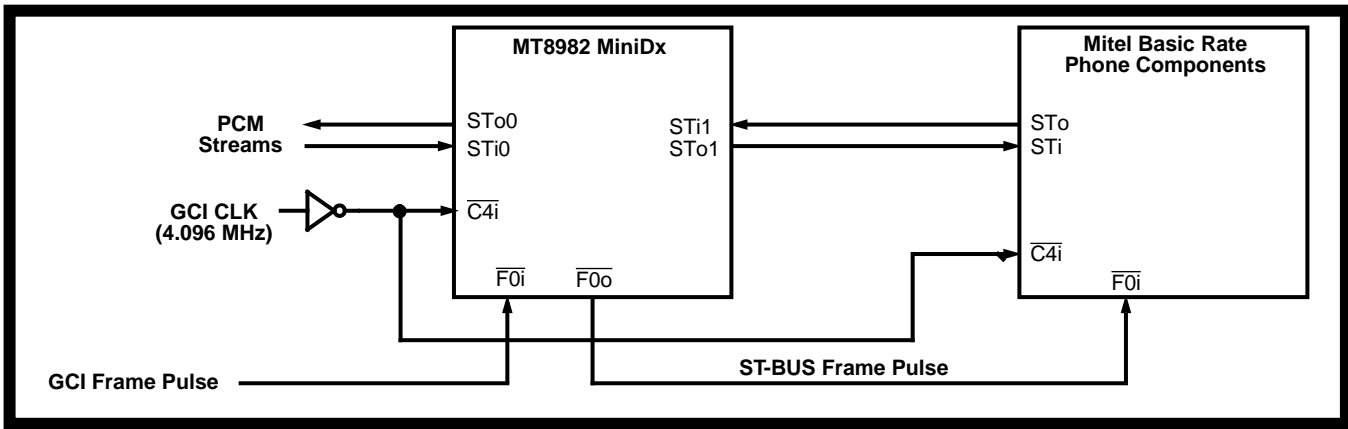 MT8982 MiniDx
Mitel Basic Rate
Phone Components
PCM
Streams
STo0
STi0
STi1
STo1
STo
STi
GCI CLK
(4.096 MHz)
C4i
C4i
F0i
F0o
F0i
GCI Frame Pulse
ST-BUS Frame Pulse